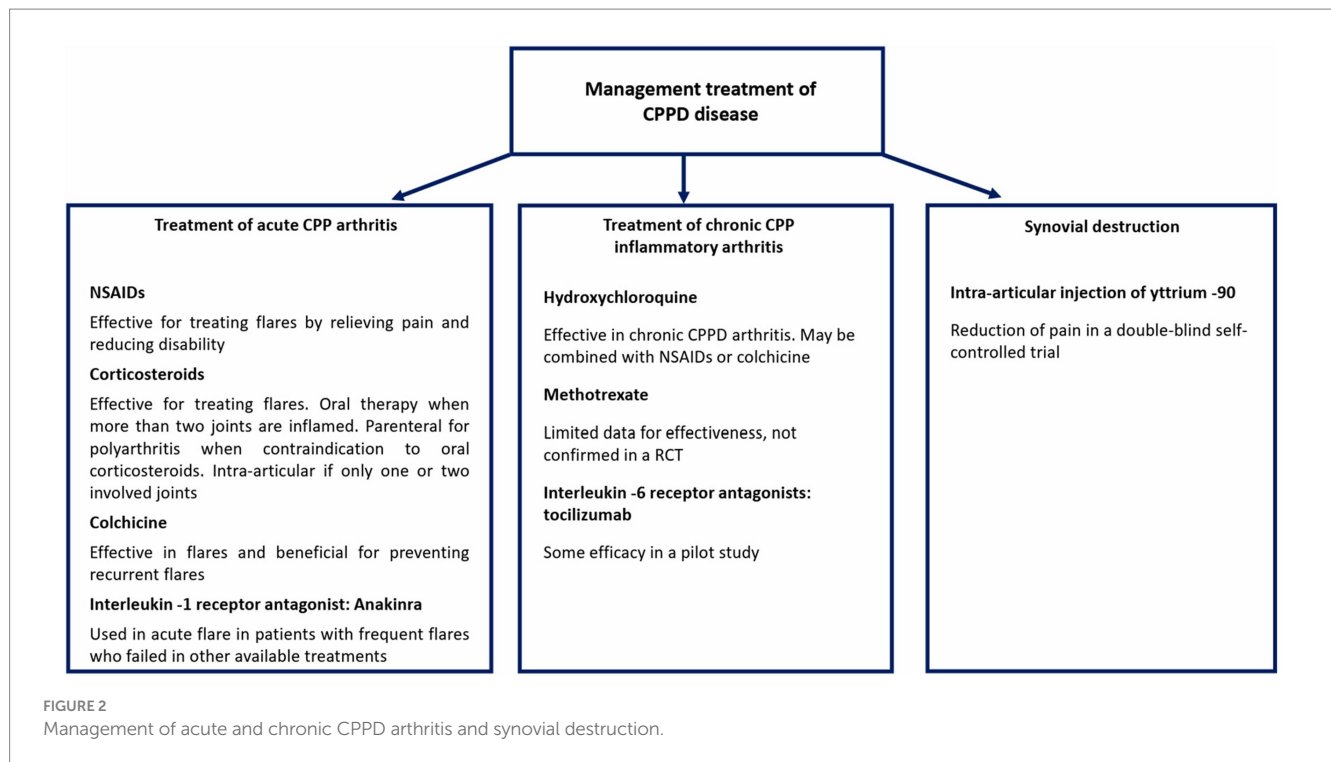 Management treatment of
CPPD disease
Treatment of acute CPP arthritis
NSAIDs
Effective for treating flares by relieving pain and
reducing disability
Corticosteroids
Effective for treating flares. Oral therapy when
more than two joints are inflamed. Parenteral for
polyarthritis when contraindication to oral
corticosteroids. Intra-articular if only one or two
involved joints
Colchicine
Effective in flares and beneficial for preventing
recurrent flares
Interleukin -1 receptor antagonist: Anakinra
Used in acute flare in patients with frequent flares
who failed in other available treatments
Treatment of chronic CPP
inflammatory arthritis
Hydroxychloroquine
Effective in chronic CPPD arthritis. May be
combined with NSAIDs or colchicine
Methotrexate
Limited data for effectiveness, not
confirmed in a RCT
Interleukin -6 receptor antagonists:
tocilizumab
Some efficacy in a pilot study
Synovial destruction
Intra-articular injection of yttrium -90
Reduction of pain in a double-blind self-
controlled trial
FIGURE 2
Management of acute and chronic CPPD arthritis and synovial destruction.